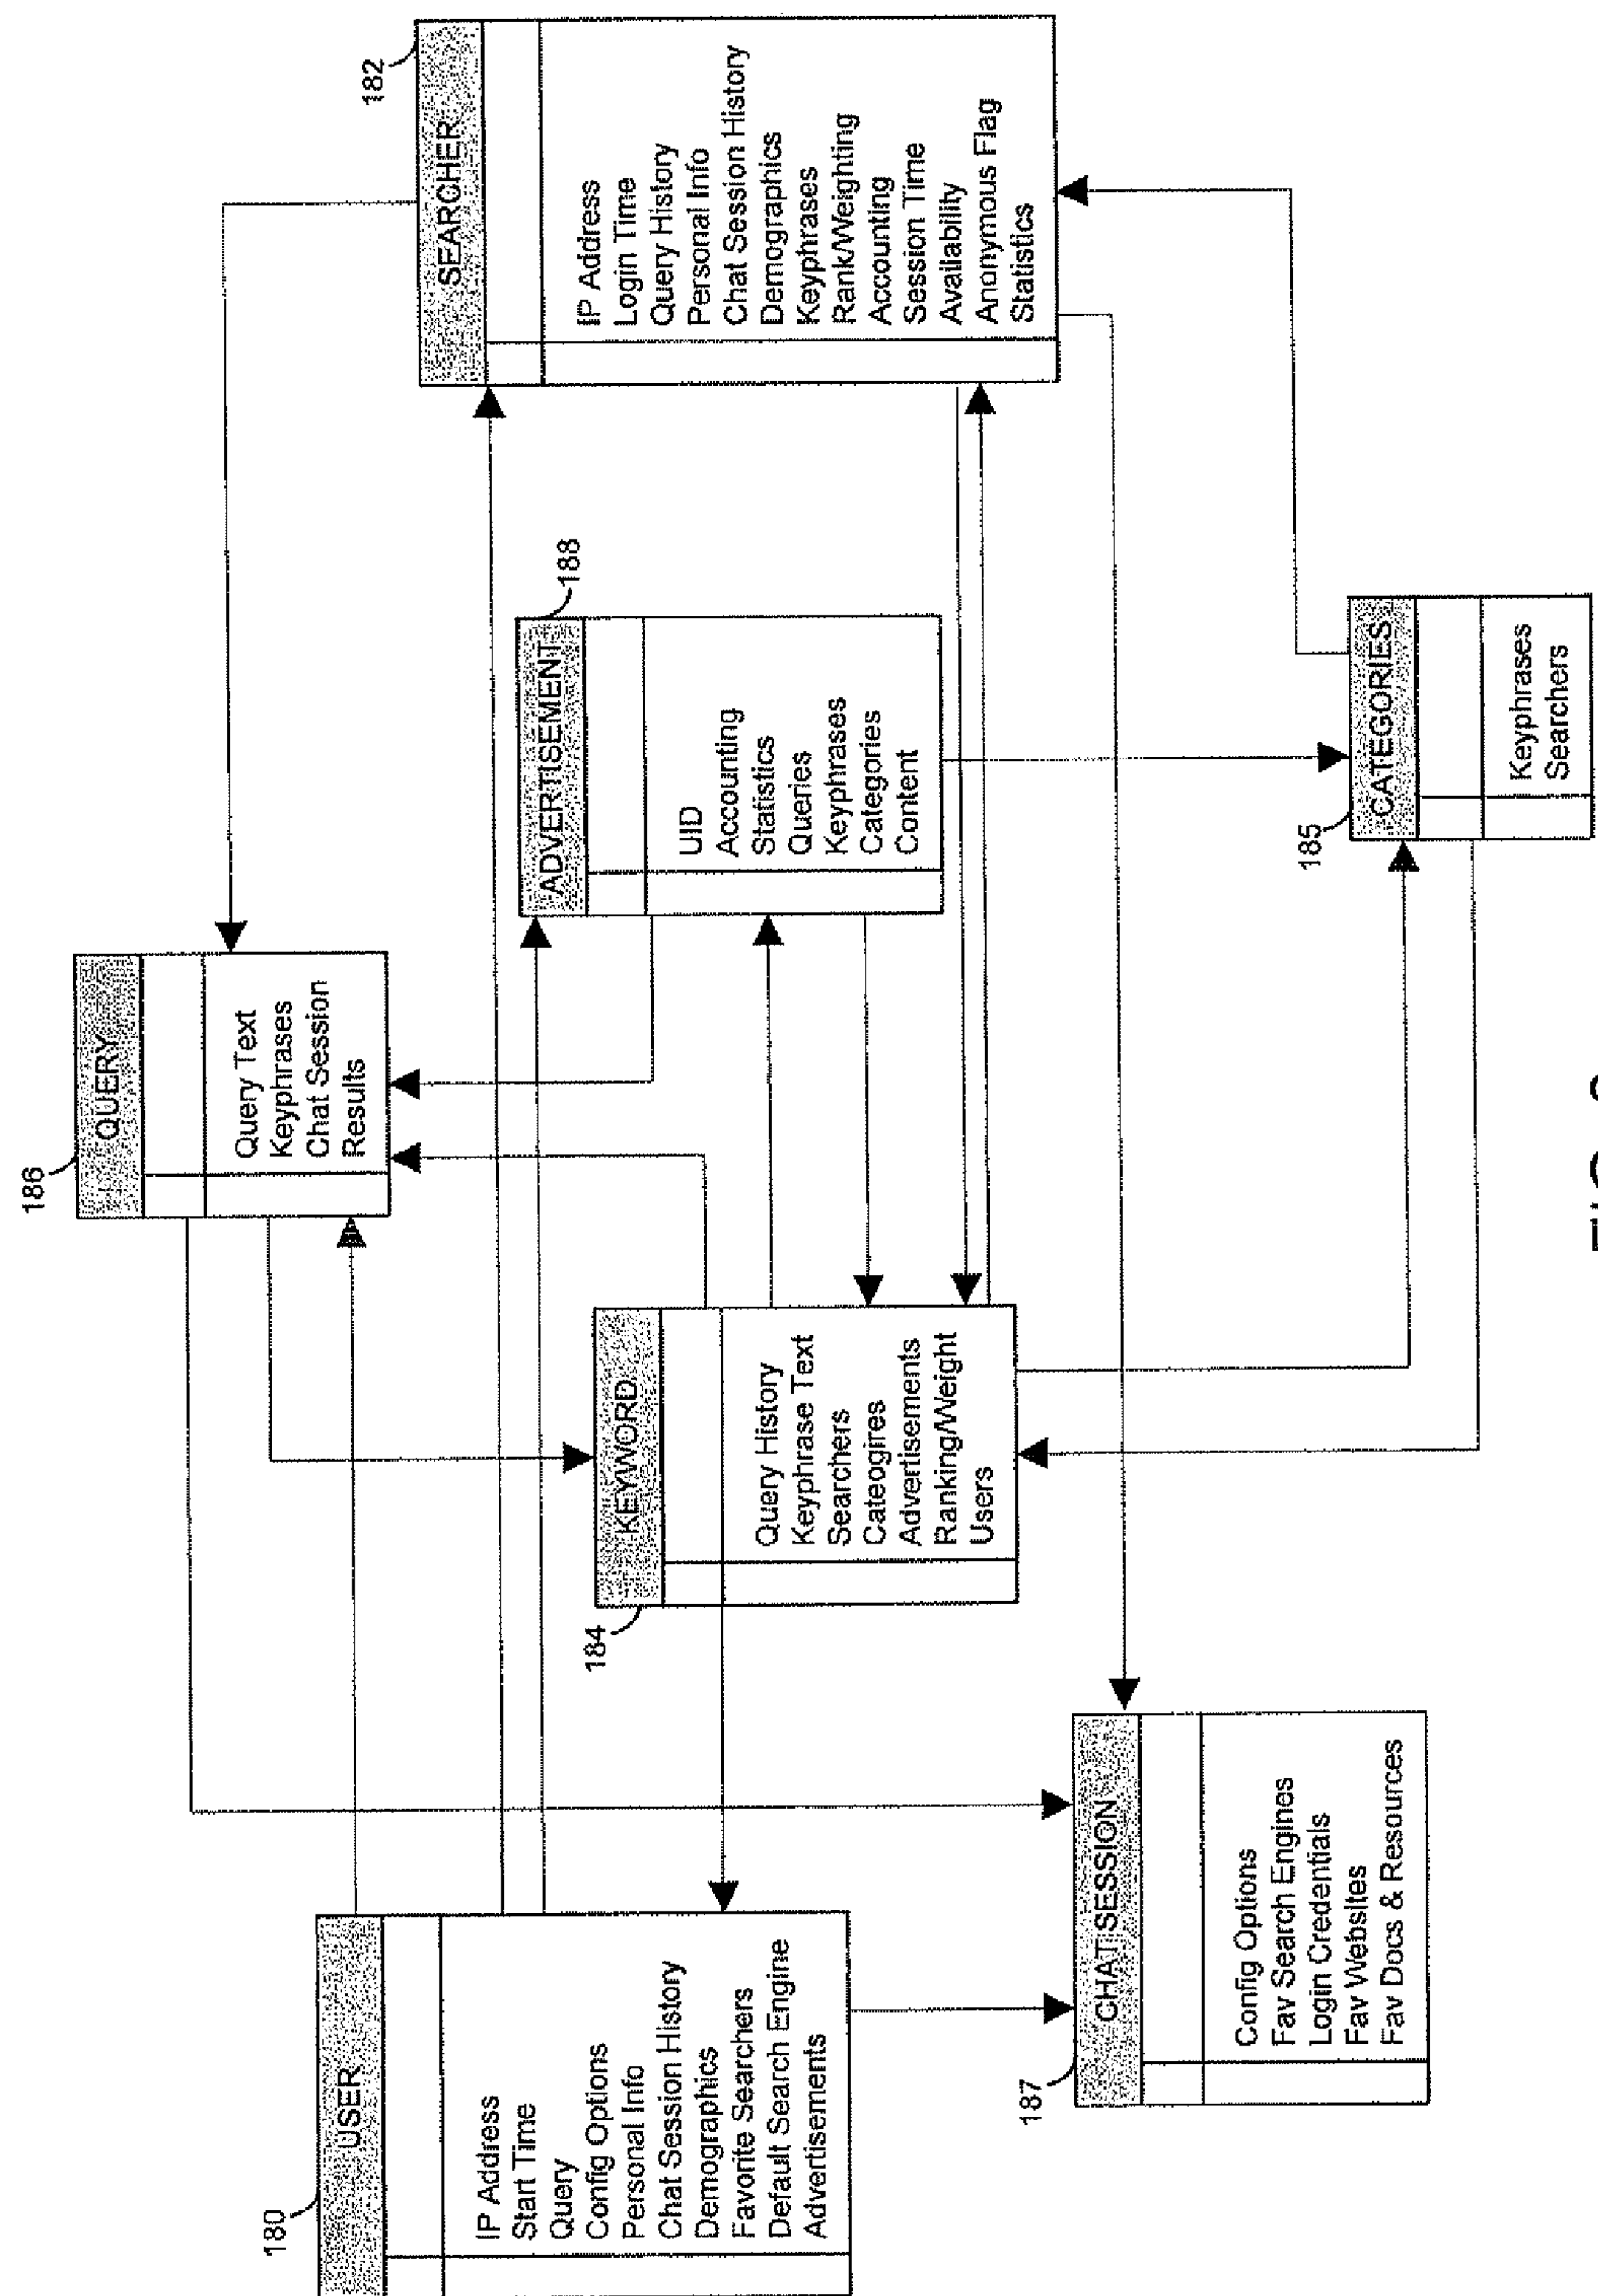 186
QUERY
Query Text
Keyphrases
Chat Session
Results
180
USER
IP Address
Start Time
Query
Config Options
Personal Info
Chat Session History
Demographics
Favorite Searchers
Default Search Engine
Advertisements
184
KEYWORD
Query History
Keyphrase Text
Searchers
Cateogires
Advertisements
Ranking/Weight
Users
188
ADVERTISEMENT
UID
Accounting
Statistics
Queries
Keyphrases
Categories
Content
182
SEARCHER
IP Address
Login Time
Query History
Personal Info
Chat Session History
Demographics
Keyphrases
Rank/Weighting
Accounting
Session Time
Availability
Anonymous Flag
Statistics
187
CHAT SESSION
Config Options
Fav Search Engines
Login Credentials
Fav Websites
Fav Docs & Resources
185
CATEGORIES
Keyphrases
Searchers